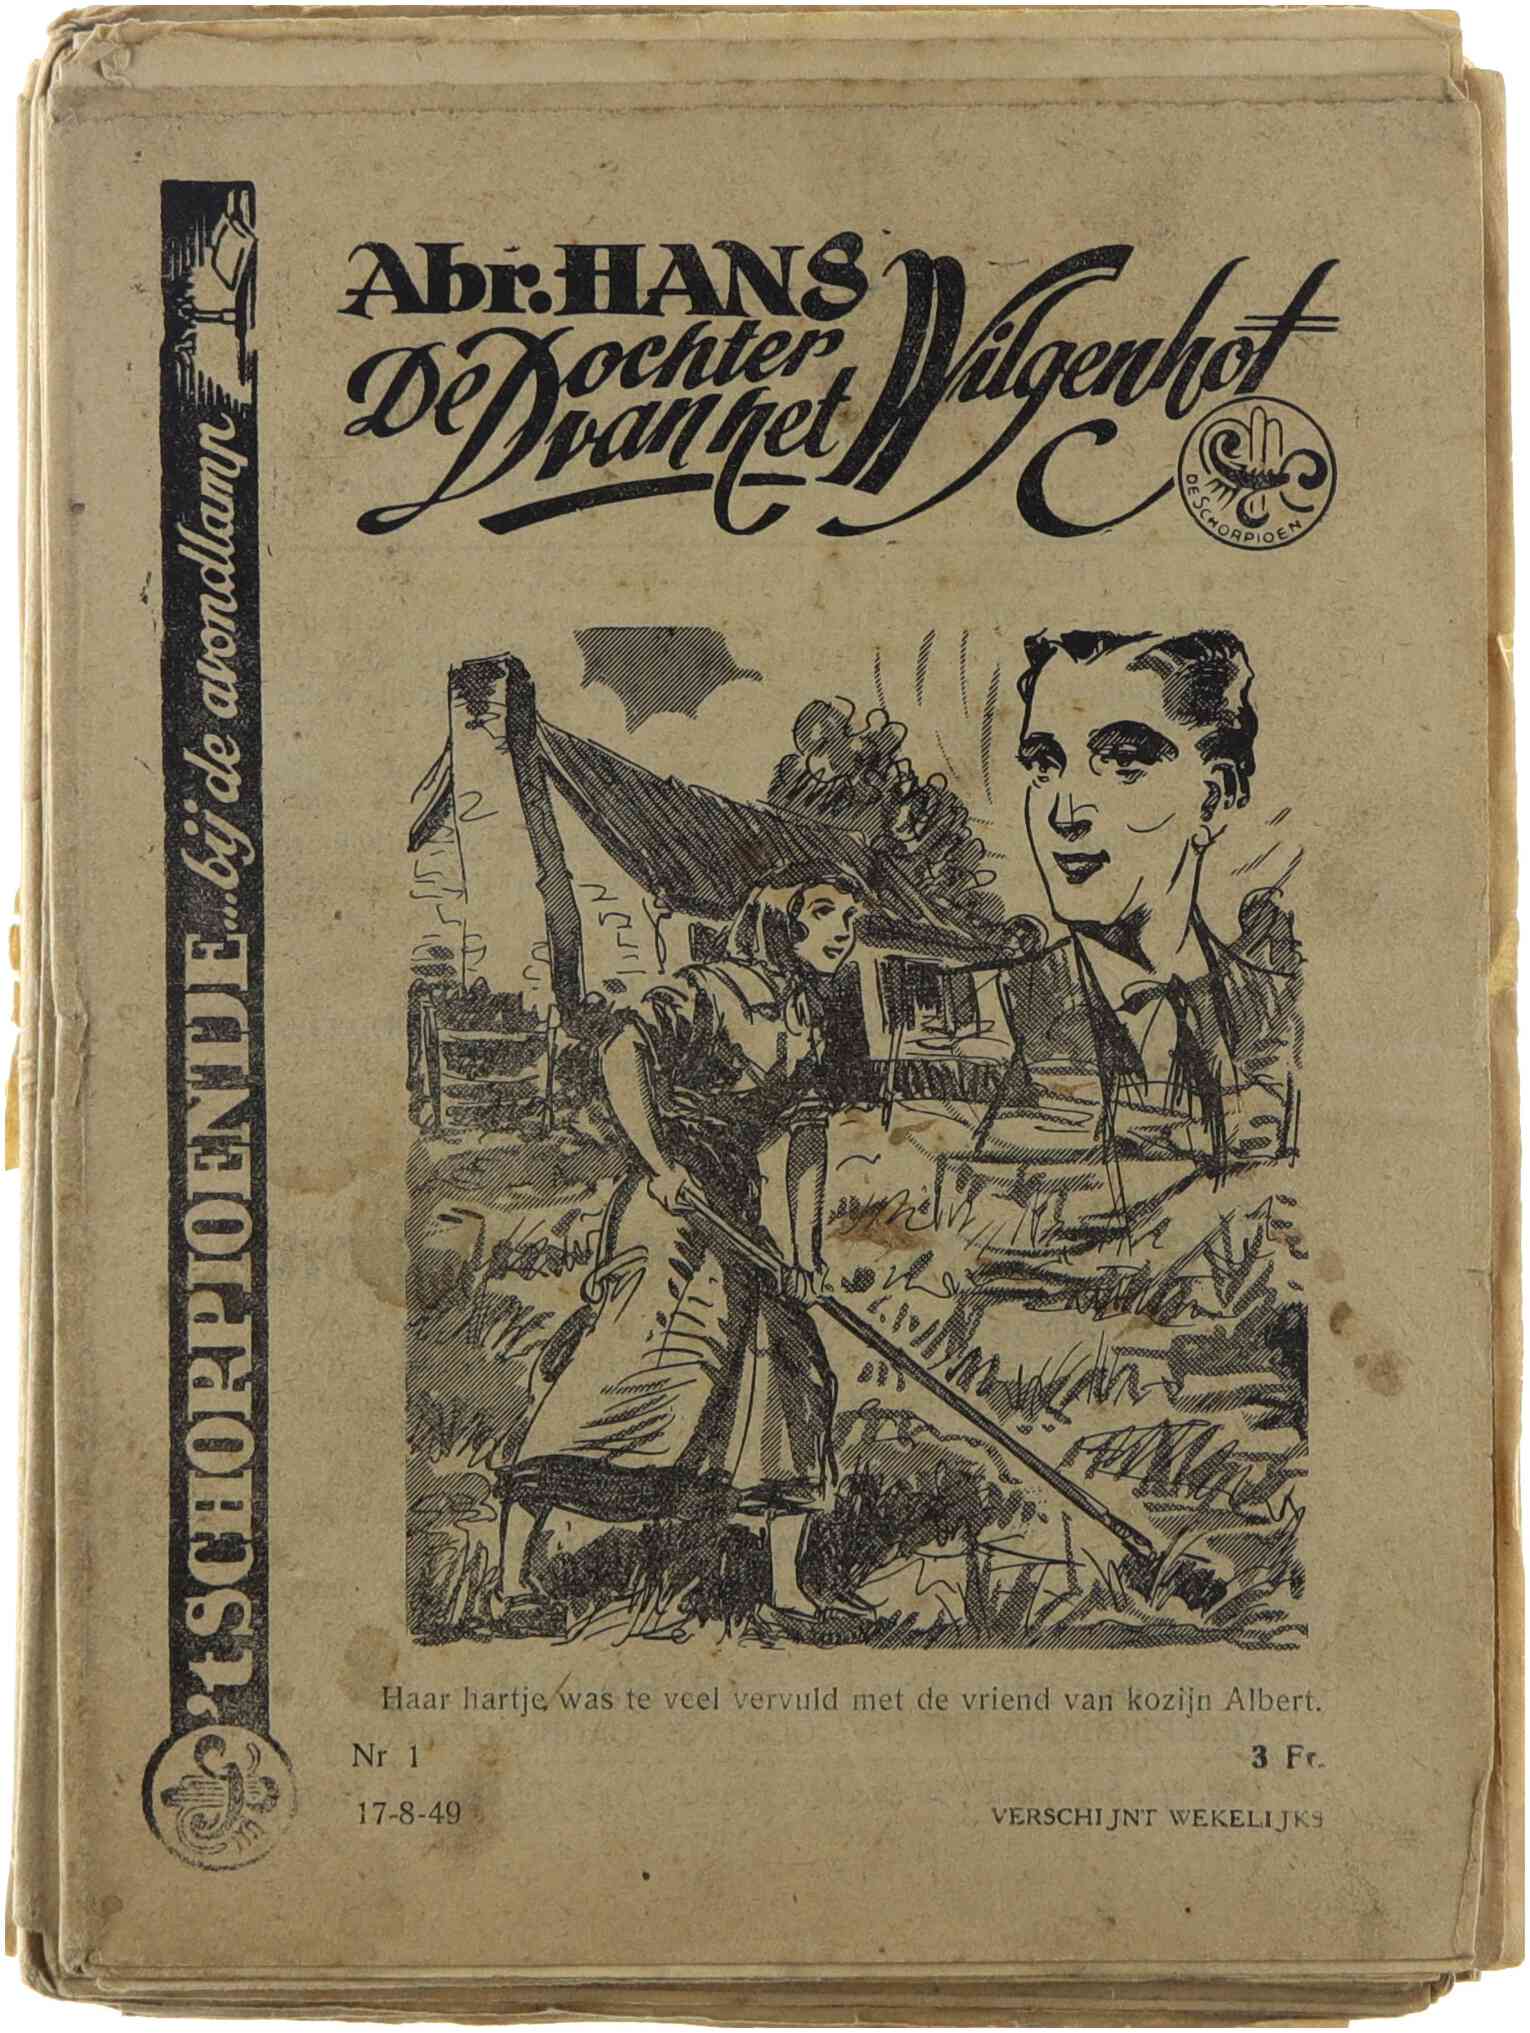 Abr. HANS
De Dochter
van het Wilgenhof
DE SCHORPIOEN
'tSCHORPIOENTJE...bij de avondlamp
Haar hartje was te veel vervuld met de vriend van kozijn Albert.
Nr 1
3 Fr.
17-8-49
VERSCHIJNT WEKELIJKS